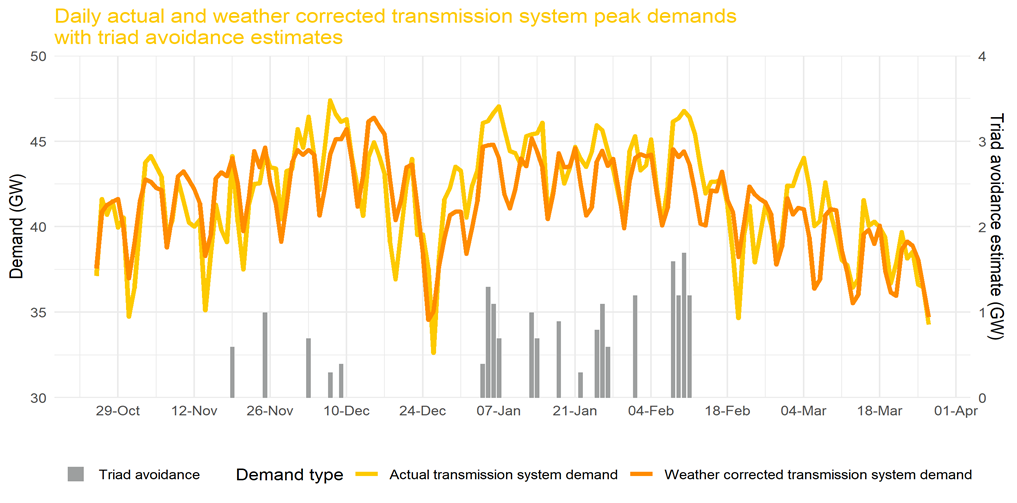 Daily actual and weather corrected transmission system peak demands
with triad avoidance estimates
50
45
40
35
30
Demand (GW)
4
3
2
1
0
Triad avoidance estimate (GW)
29-Oct 12-Nov 26-Nov 10-Dec 24-Dec 07-Jan 21-Jan 04-Feb 18-Feb 04-Mar 18-Mar 01-Apr
Triad avoidance Demand type Actual transmission system demand Weather corrected transmission system demand